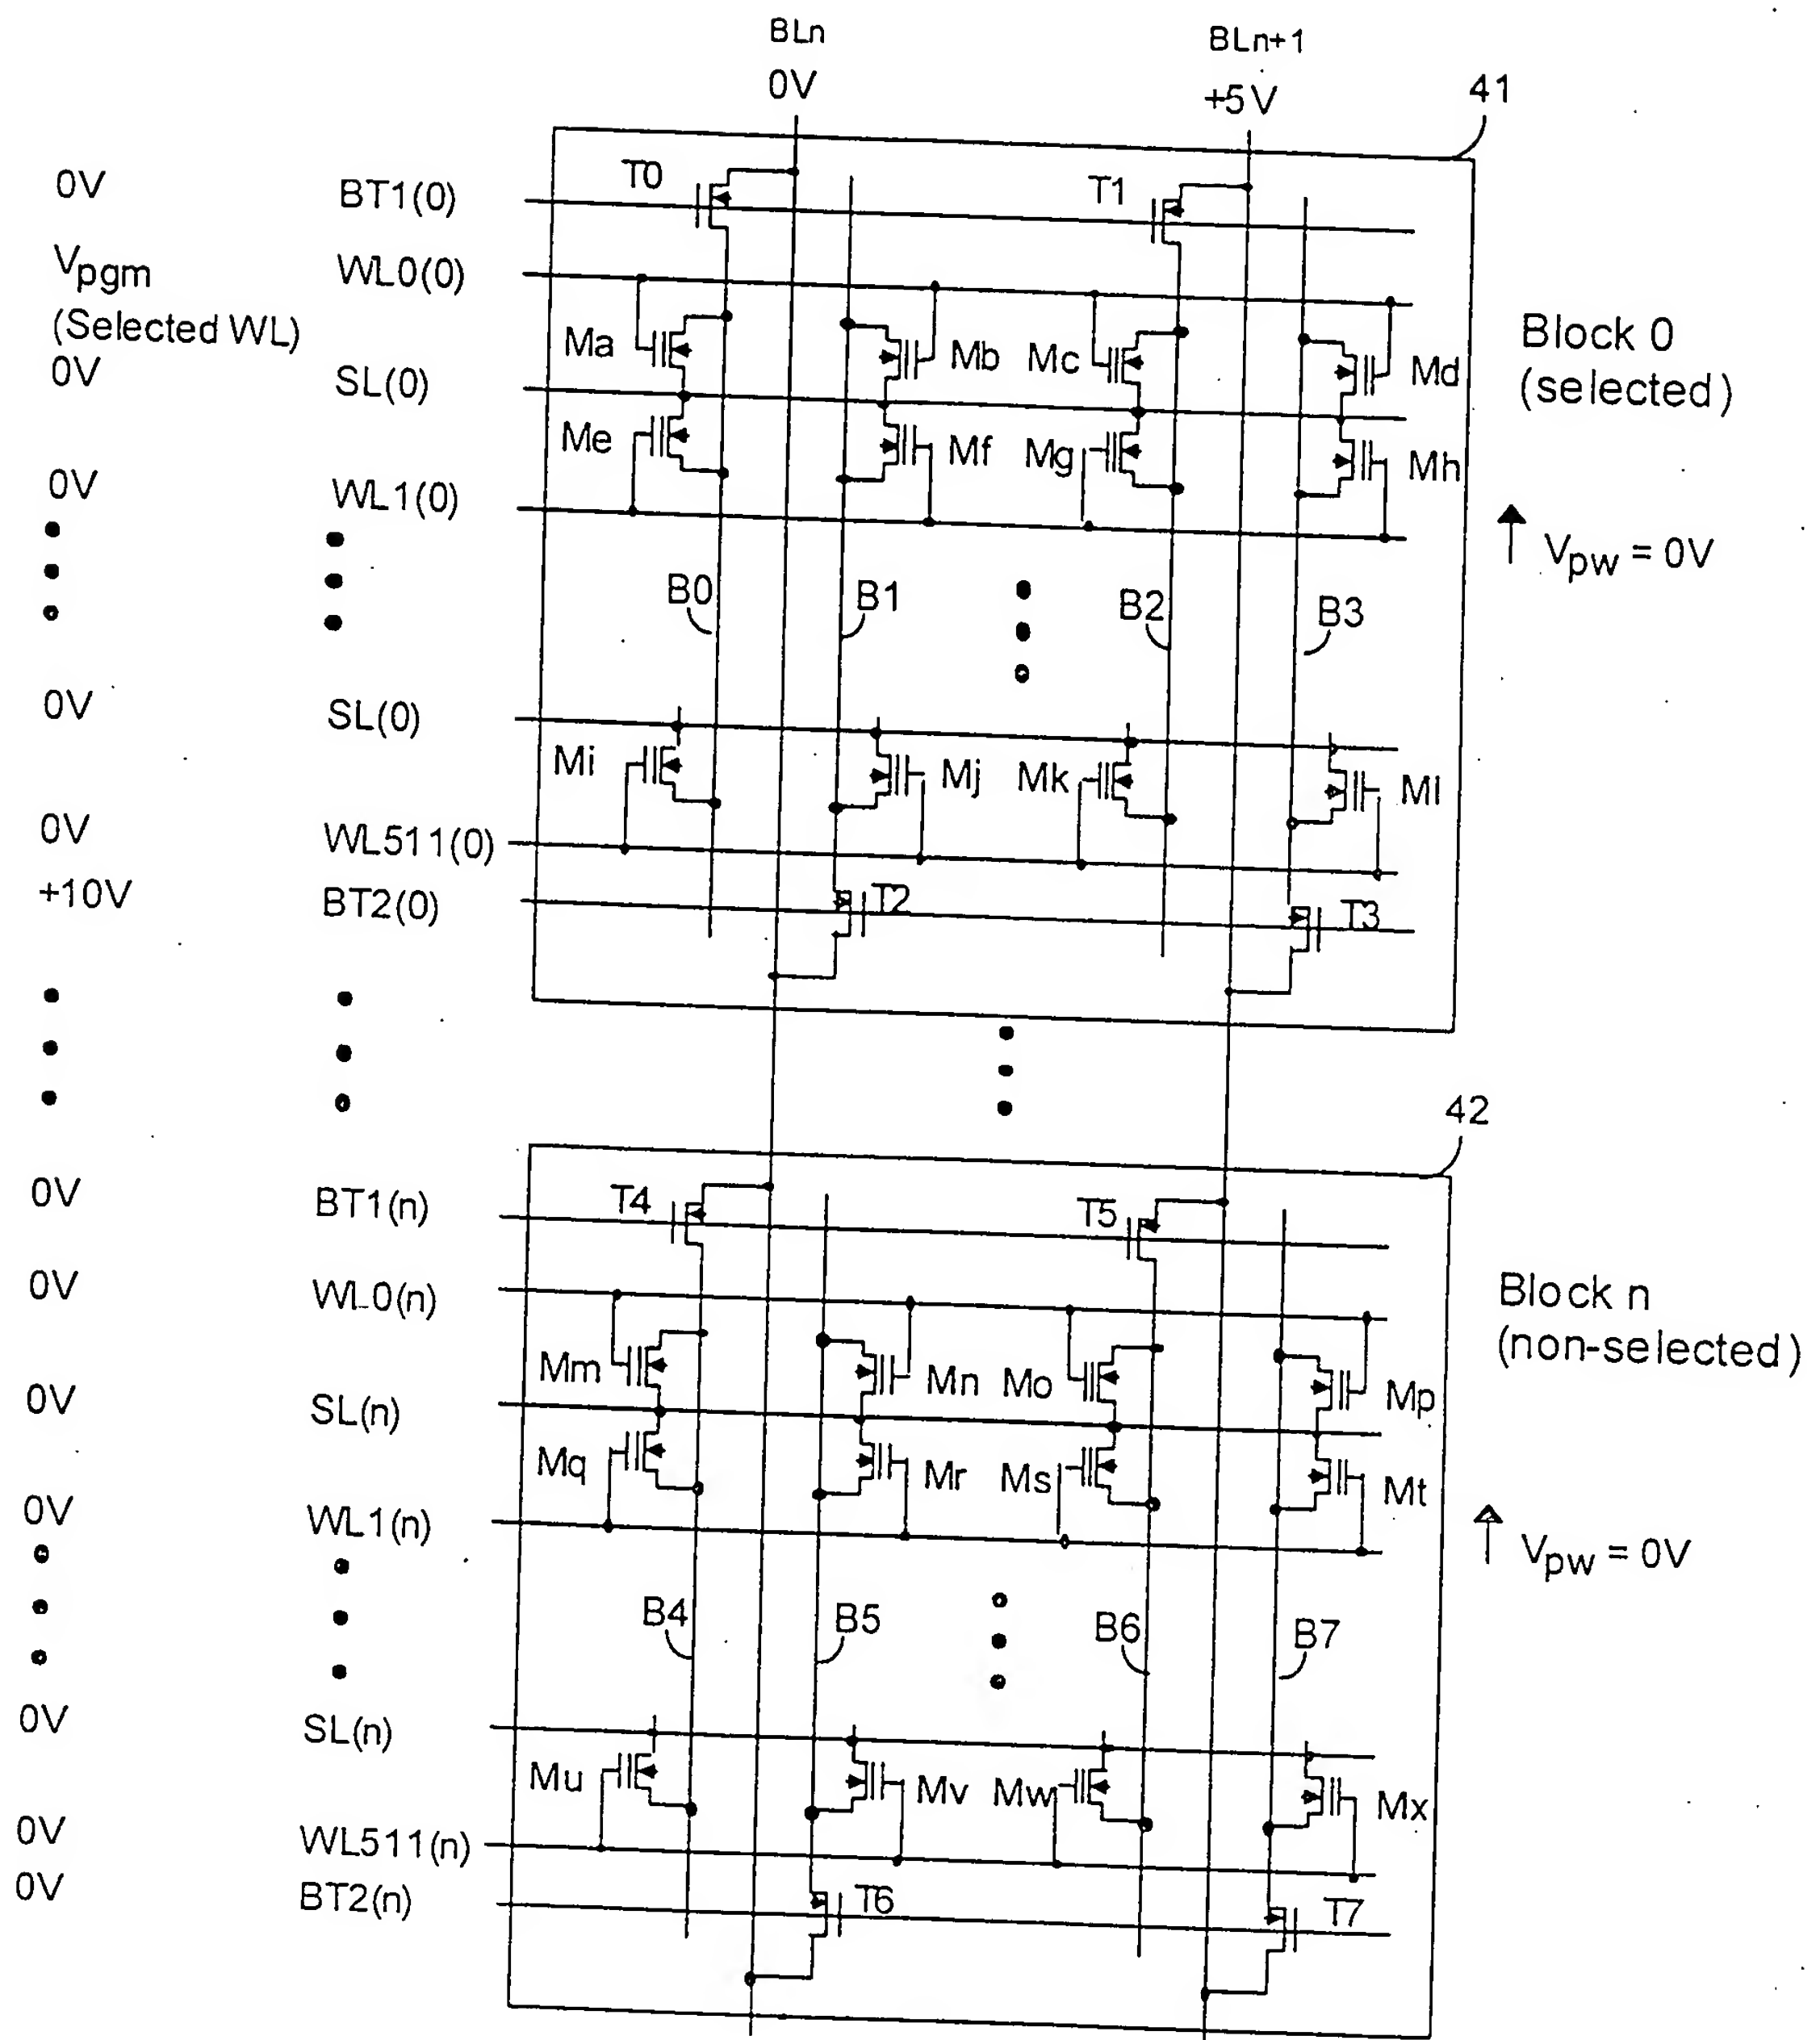 BLn BLn+1
0V +5V
41
0V BT1(0) T0 T1
Vpgm WL0(0)
(Selected WL)
Ma Mb Mc Md
Block 0
(selected)
0V SL(0)
Me Mf Mg Mh
0V WL1(0)
Vpw = 0V
B0 B1 B2 B3
0V SL(0)
Mi Mj Mk Ml
0V WL511(0)
+10V BT2(0) T2 T3
42
0V BT1(n) T4 T5
0V WL0(n)
Block n
(non-selected)
Mm Mn Mo Mp
0V SL(n)
Mq Mr Ms Mt
0V WL1(n)
Vpw = 0V
B4 B5 B6 B7
0V SL(n)
Mu Mv Mw Mx
0V WL511(n)
0V BT2(n) T6 T7